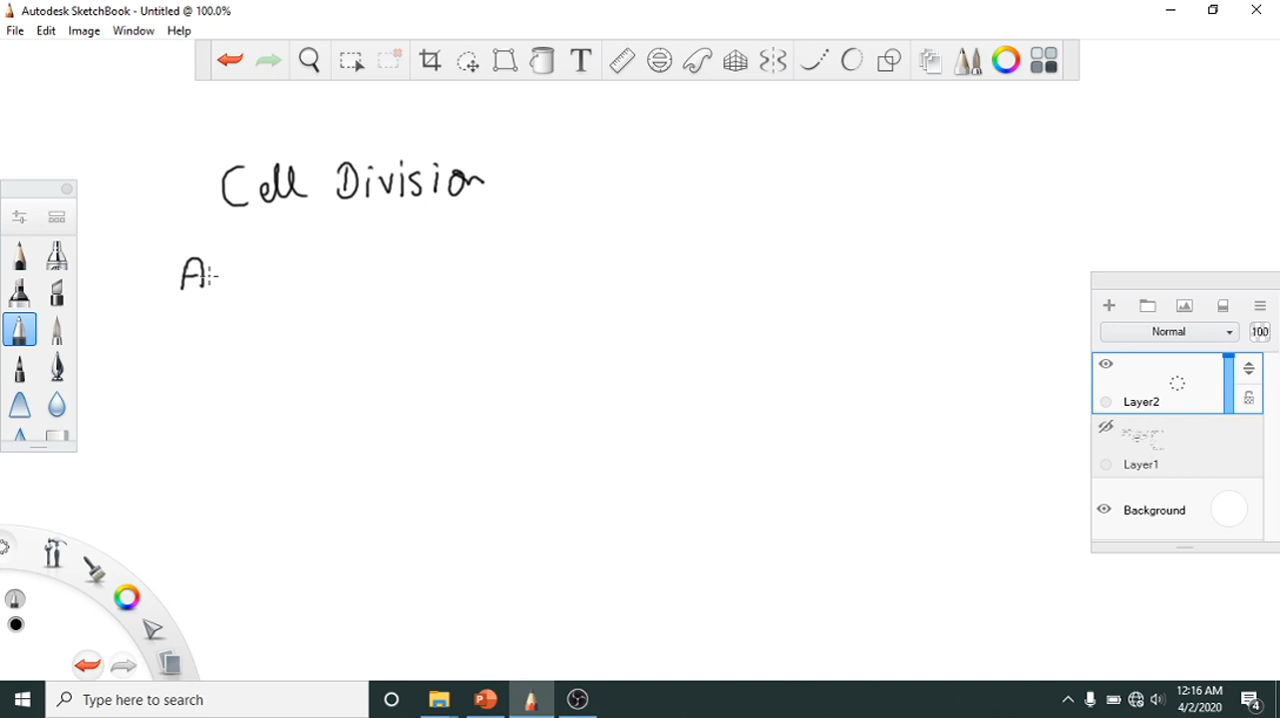 Autodesk SketchBook - Untitled @ 100.0%
File Edit Image Window Help
T
Cell Division
A
Normal 100
Layer2
Layer1
Background
Type here to search
12:16 AM
4/2/2020
4